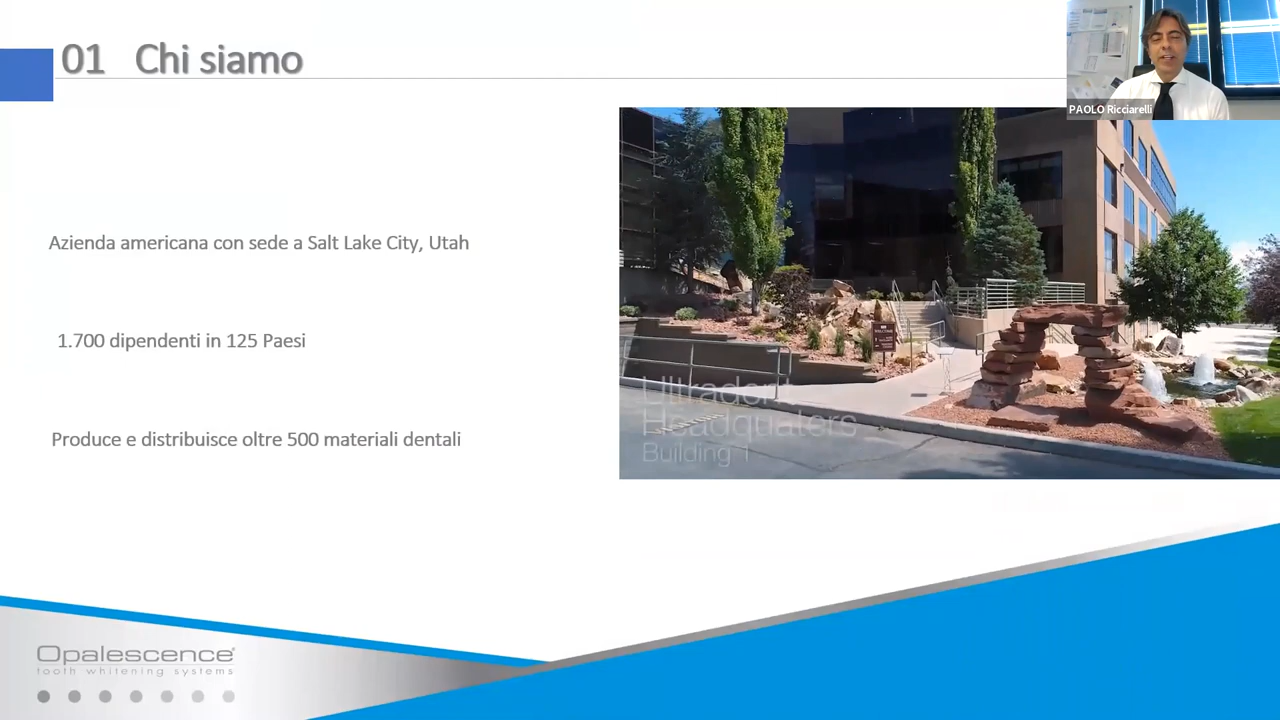 01 Chi siamo
PAOLO Ricciarelli
Azienda americana con sede a Salt Lake City, Utah
1.700 dipendenti in 125 Paesi
Produce e distribuisce oltre 500 materiali dentali
WELCOME
Ultradent
Headquaters
Building 1
Opalescence®
tooth whitening systems